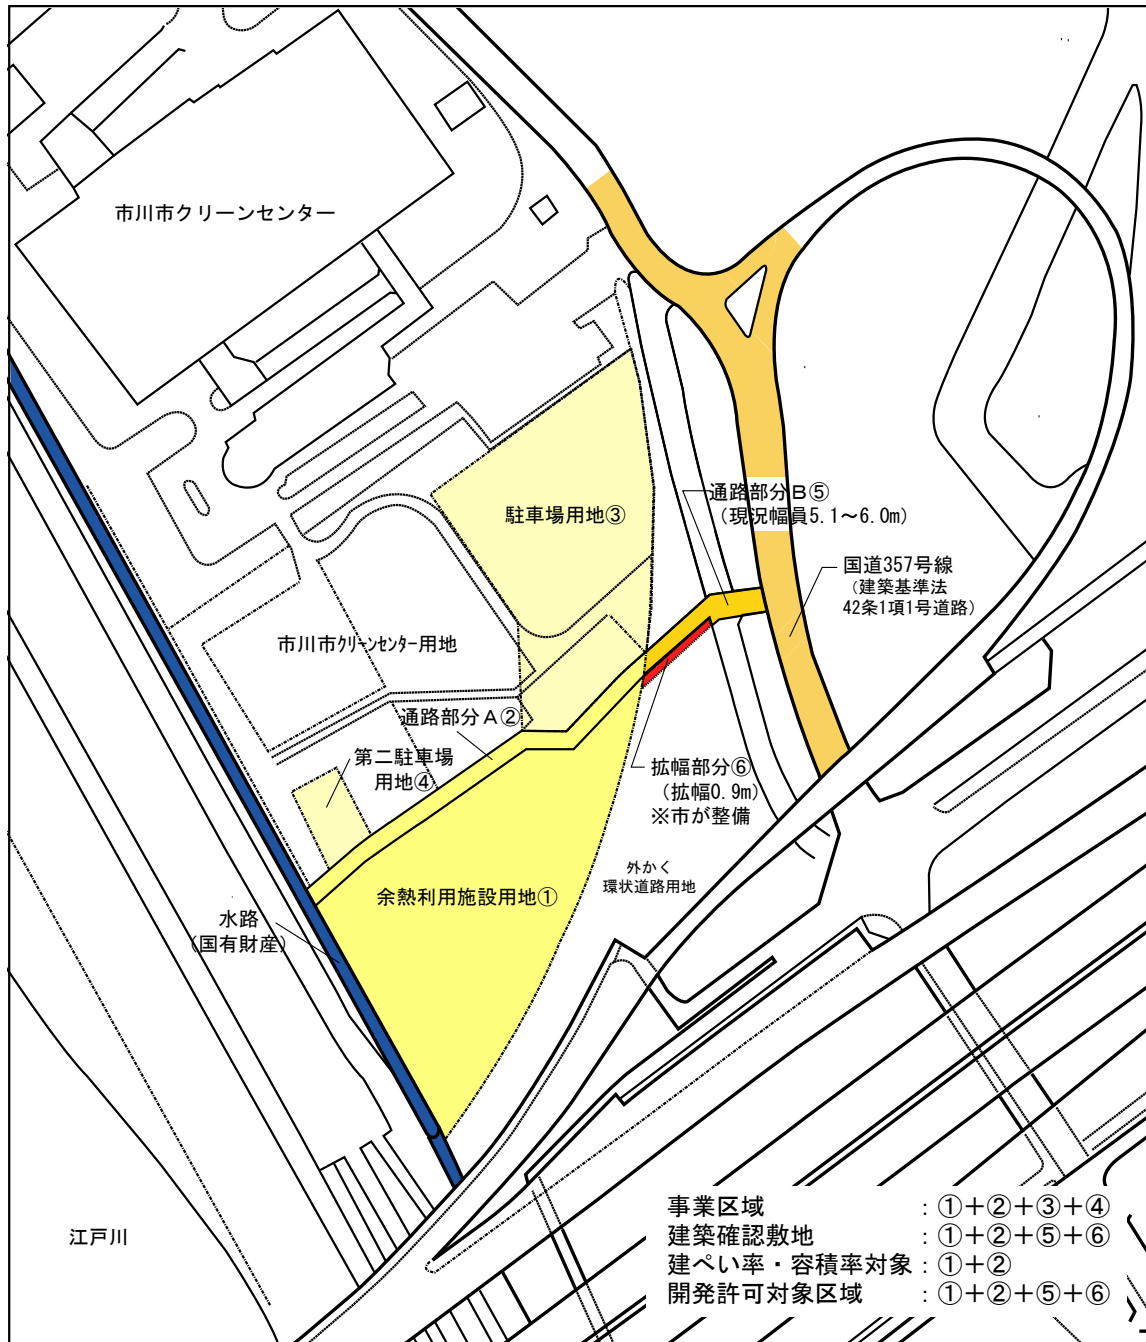 市川市クリーンセンター
通路部分B⑤
(現況幅員5.1～6.0m)
駐車場用地③
国道357号線
(建築基準法
42条1項1号道路)
市川市クリーンセンター用地
通路部分A②
第二駐車場
用地④
拡幅部分⑥
(拡幅0.9m)
※市が整備
外かく
環状道路用地
余熱利用施設用地①
水路
(国有財産)
江戸川
事業区域 : ①+②+③+④
建築確認敷地 : ①+②+⑤+⑥
建ぺい率・容積率対象 : ①+②
開発許可対象区域 : ①+②+⑤+⑥